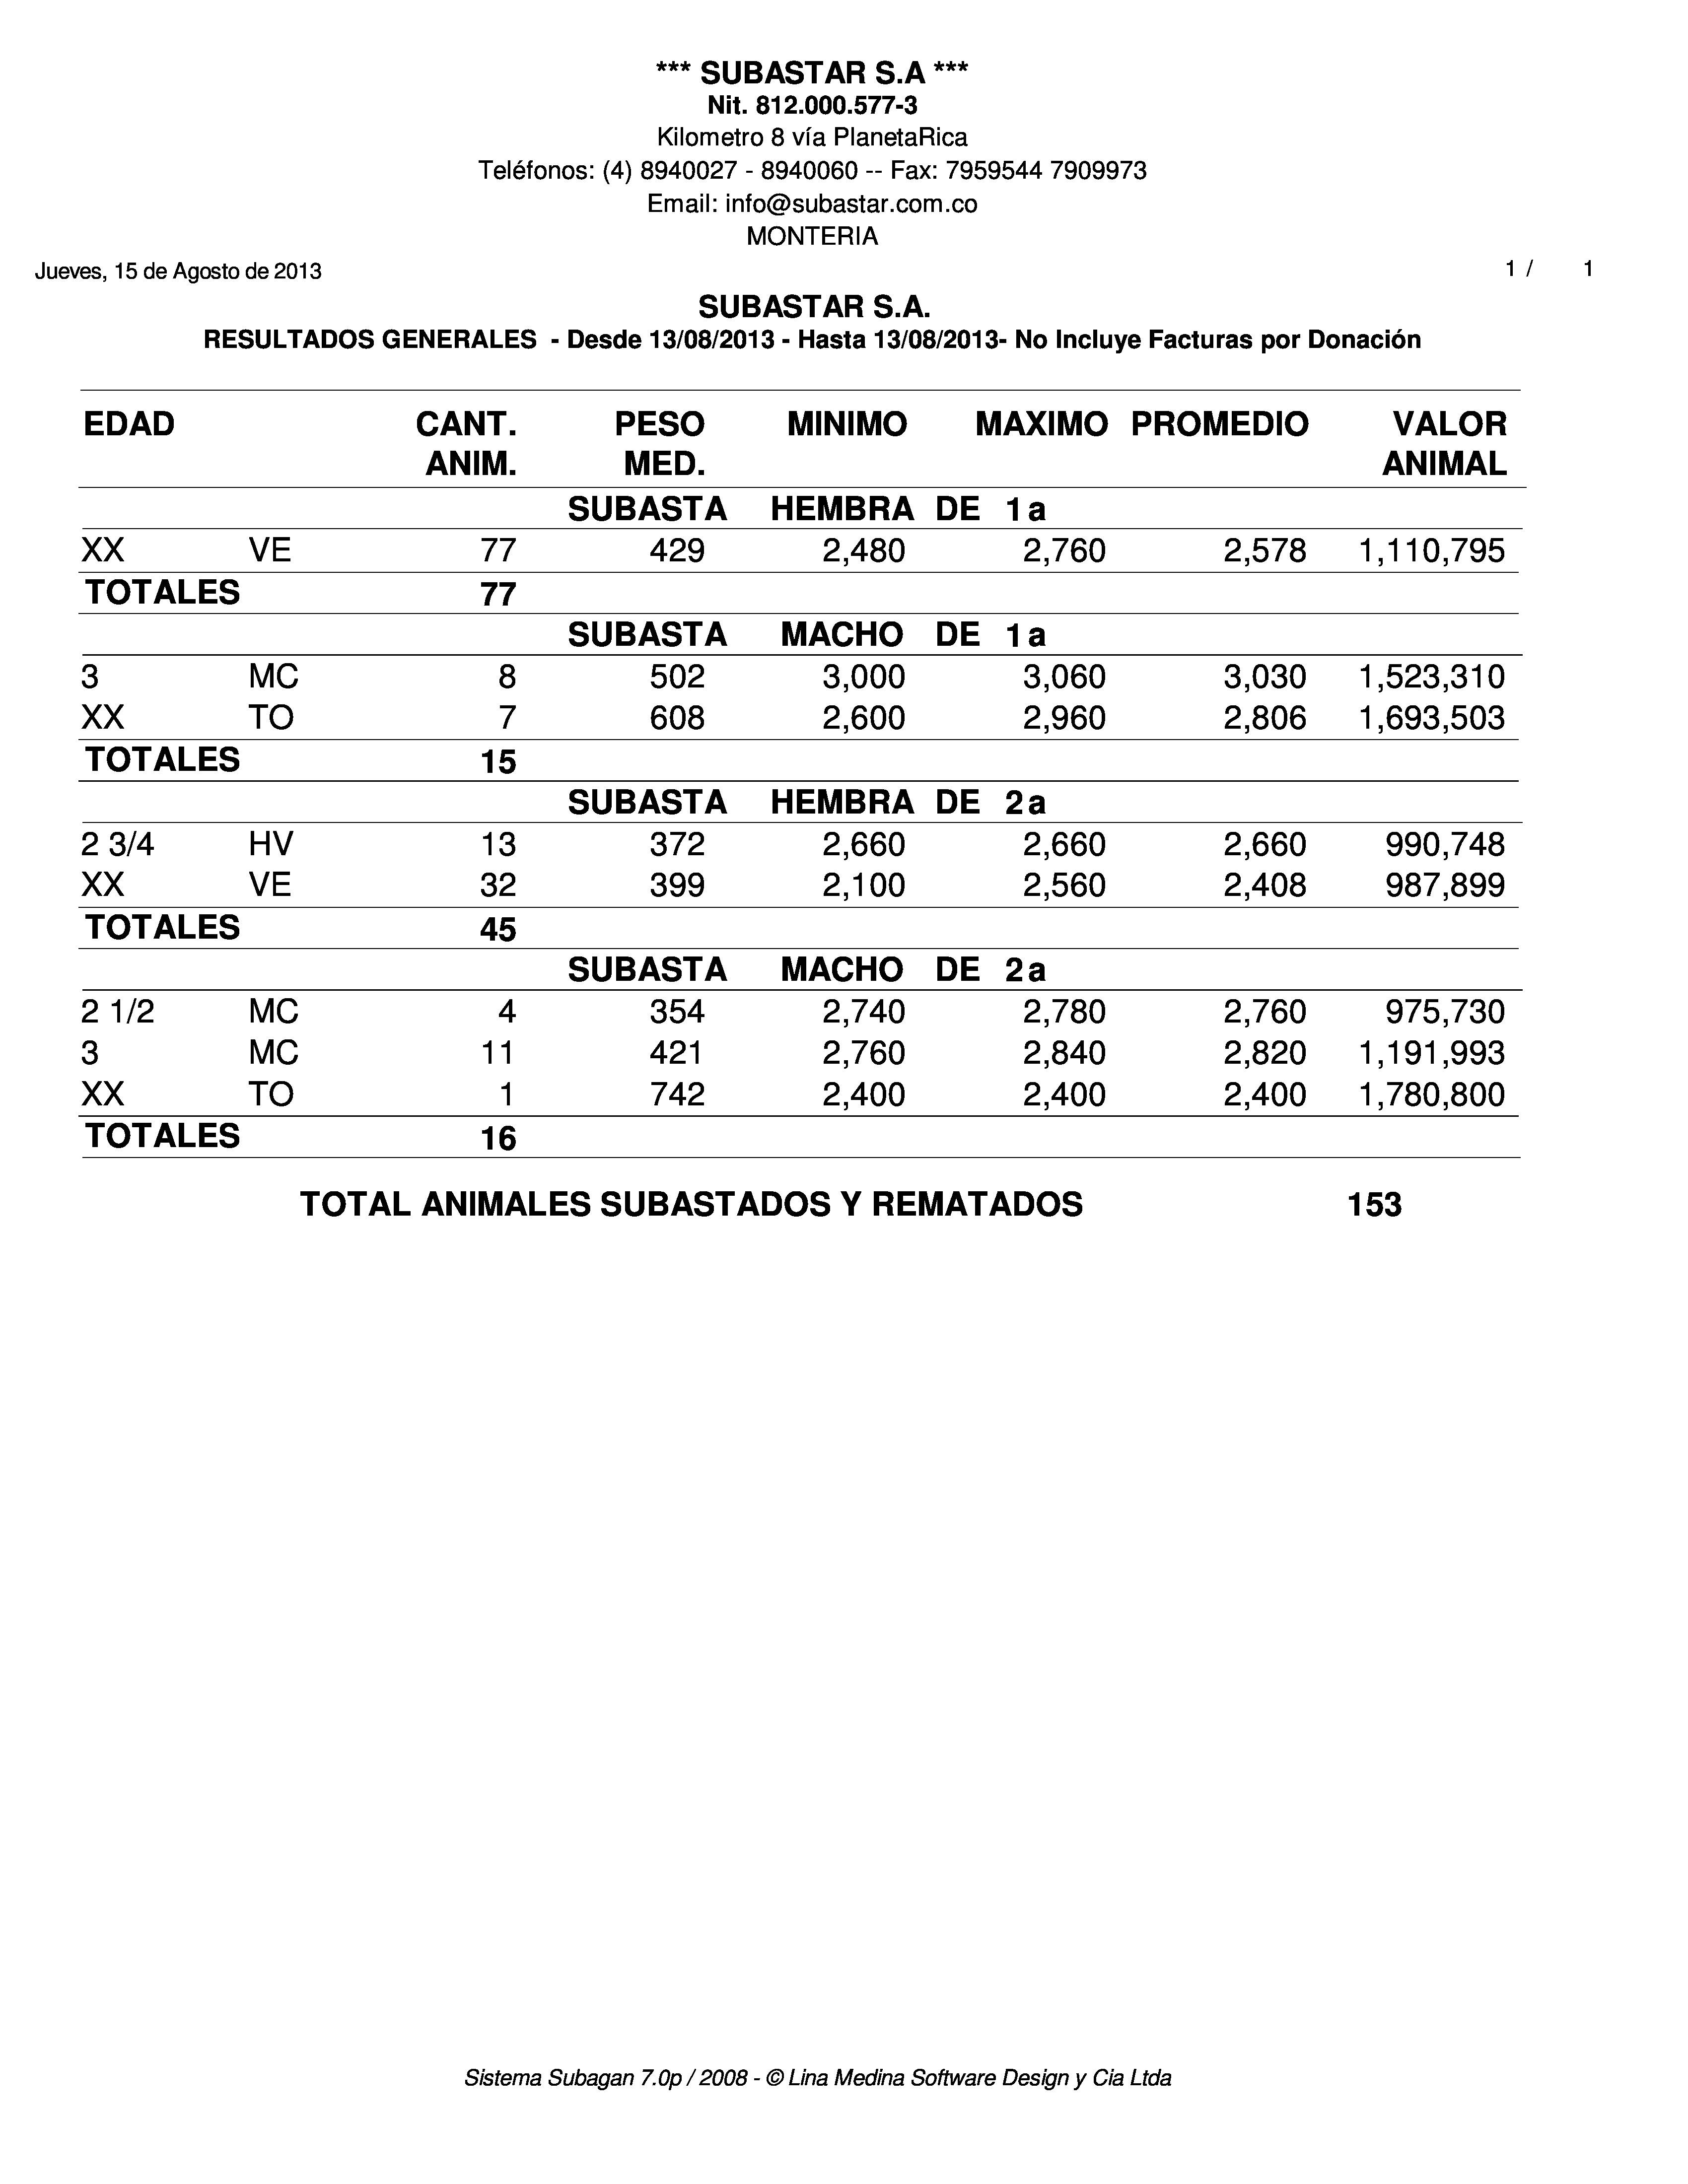 *** SUBASTAR S.A ***
Nit. 812.000.577-3
Kilometro 8 vía PlanetaRica
Teléfonos: (4) 8940027 - 8940060 -- Fax: 7959544 7909973
Email: info@subastar.com.co
MONTERIA
Jueves, 15 de Agosto de 2013 1 / 1
SUBASTAR S.A.
RESULTADOS GENERALES - Desde 13/08/2013 - Hasta 13/08/2013- No Incluye Facturas por Donación
EDAD CANT. PESO MINIMO MAXIMO PROMEDIO VALOR
ANIM. MED. ANIMAL
SUBASTA HEMBRA DE 1a
XX VE 77 429 2,480 2,760 2,578 1,110,795
TOTALES 77
SUBASTA MACHO DE 1a
3 MC 8 502 3,000 3,060 3,030 1,523,310
XX TO 7 608 2,600 2,960 2,806 1,693,503
TOTALES 15
SUBASTA HEMBRA DE 2a
2 3/4 HV 13 372 2,660 2,660 2,660 990,748
XX VE 32 399 2,100 2,560 2,408 987,899
TOTALES 45
SUBASTA MACHO DE 2a
2 1/2 MC 4 354 2,740 2,780 2,760 975,730
3 MC 11 421 2,760 2,840 2,820 1,191,993
XX TO 1 742 2,400 2,400 2,400 1,780,800
TOTALES 16
TOTAL ANIMALES SUBASTADOS Y REMATADOS 153
Sistema Subagan 7.0p / 2008 - © Lina Medina Software Design y Cia Ltda